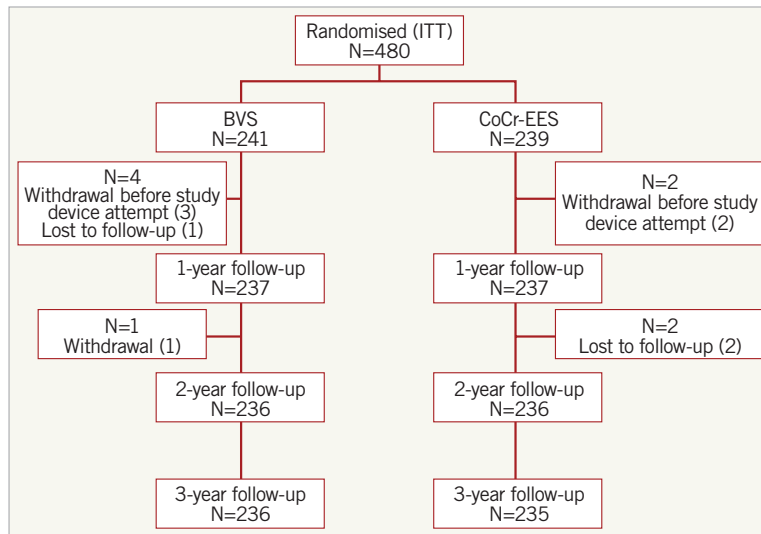 Randomised (ITT)
N=480
BVS
N=241
CoCr-EES
N=239
N=4
Withdrawal before study
device attempt (3)
Lost to follow-up (1)
N=2
Withdrawal before study
device attempt (2)
1-year follow-up
N=237
1-year follow-up
N=237
N=1
Withdrawal (1)
N=2
Lost to follow-up (2)
2-year follow-up
N=236
2-year follow-up
N=236
3-year follow-up
N=236
3-year follow-up
N=235